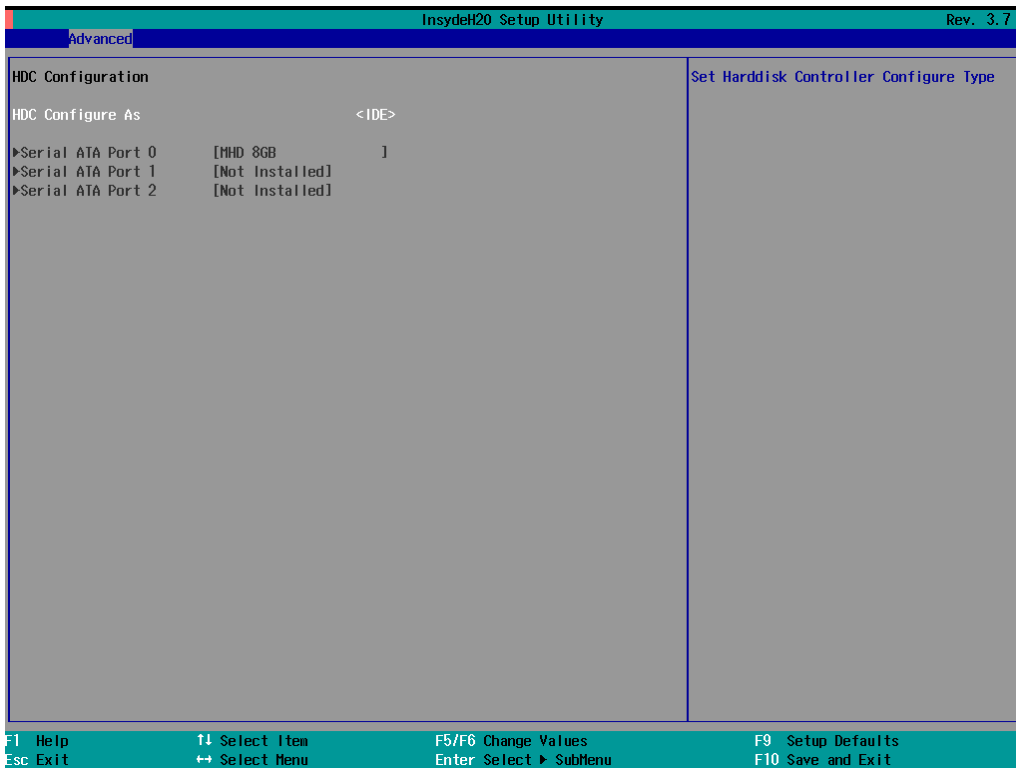 InsydeH20 Setup Utility Rev. 3.7
Advanced
HDC Configuration
Set Harddisk Controller Configure Type
HDC Configure As <IDE>
▶Serial ATA Port 0 [MHD 8GB ]
▶Serial ATA Port 1 [Not Installed]
▶Serial ATA Port 2 [Not Installed]
F1 Help ↑↓ Select Item F5/F6 Change Values F9 Setup Defaults
Esc Exit ↔ Select Menu Enter Select ▶ SubMenu F10 Save and Exit